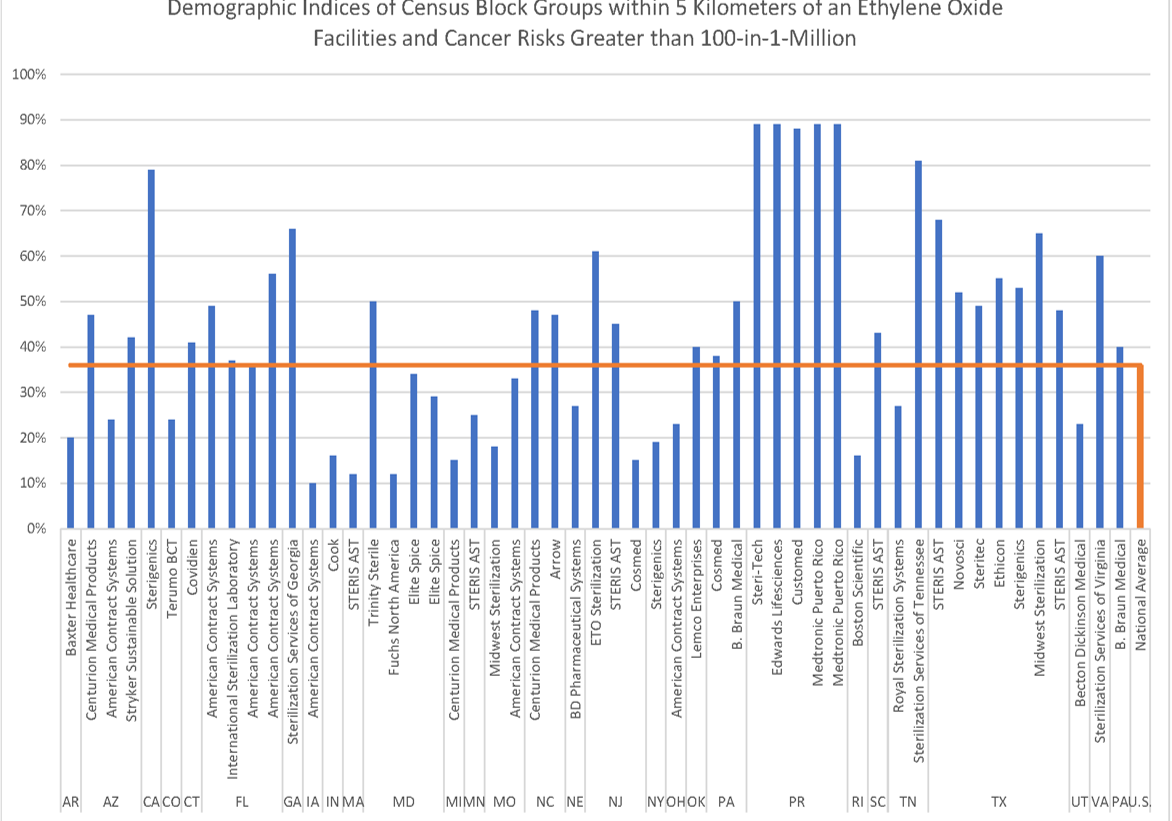 Demographic Indices of Census Block Groups within 5 Kilometers of an Ethylene Oxide
Facilities and Cancer Risks Greater than 100-in-1-Million
100%
90%
80%
70%
60%
50%
40%
30%
20%
10%
0%
Baxter Healthcare
Centurion Medical Products
American Contract Systems
Stryker Sustainable Solution
Sterigenics
Terumo BCT
Covidien
American Contract Systems
International Sterilization Laboratory
American Contract Systems
American Contract Systems
Sterilization Services of Georgia
American Contract Systems
Cook
STERIS AST
Trinity Sterile
Fuchs North America
Elite Spice
Elite Spice
Centurion Medical Products
STERIS AST
Midwest Sterilization
American Contract Systems
Centurion Medical Products
Arrow
BD Pharmaceutical Systems
ETO Sterilization
STERIS AST
Cosmed
Sterigenics
American Contract Systems
Lemco Enterprises
Cosmed
B. Braun Medical
Steri-Tech
Edwards Lifesciences
Customed
Medtronic Puerto Rico
Medtronic Puerto Rico
Boston Scientific
STERIS AST
Royal Sterilization Systems
Sterilization Services of Tennessee
STERIS AST
Novosci
Steritec
Ethicon
Sterigenics
Midwest Sterilization
STERIS AST
Becton Dickinson Medical
Sterilization Services of Virginia
B. Braun Medical
National Average
AR AZ CA CO CT FL GA IA IN MA MD MI MN MO NC NE NJ NY OH OK PA PR RI SC TN TX UT VA PA U.S.